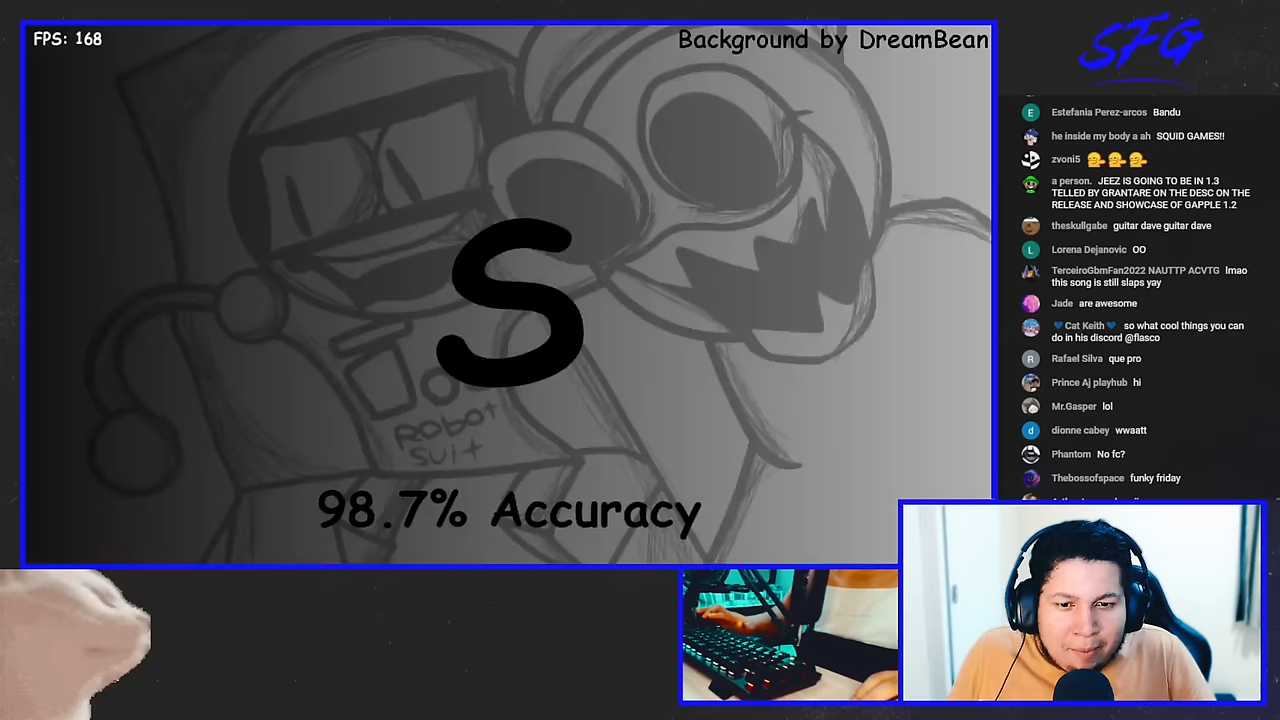 FPS: 168
Background by DreamBean
SFG
S
ROBOT
SUIT
98.7% Accuracy
E Estefania Perez-arcos Bandu
he inside my body a ah SQUID GAMES!!
zvoni5
a person. JEEZ IS GOING TO BE IN 1.3
TELLED BY GRANTARE ON THE DESC ON THE
RELEASE AND SHOWCASE OF GAPPLE 1.2
theskullgabe guitar dave guitar dave
L Lorena Dejanovic OO
TerceiroGbmFan2022 NAUTTP ACVTG lmao
this song is still slaps yay
Jade are awesome
💙Cat Keith💙 so what cool things you can
do in his discord @flasco
R Rafael Silva que pro
Prince Aj playhub hi
Mr.Gasper lol
d dionne cabey wwaatt
Phantom No fc?
Thebossofspace funky friday